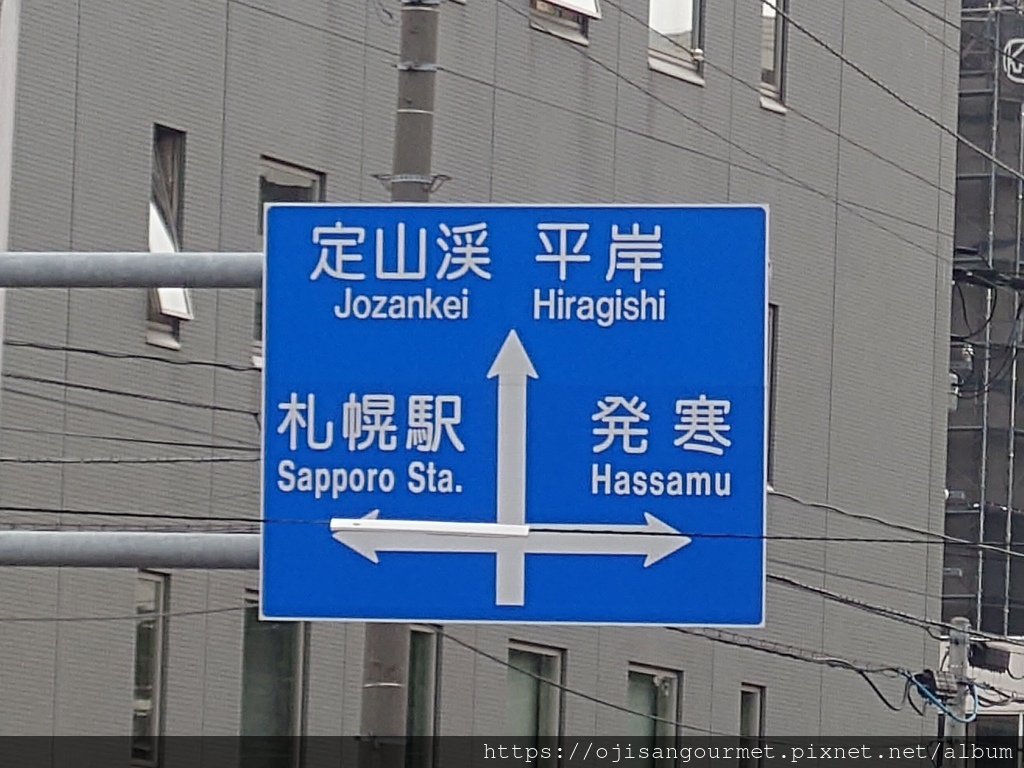 定山渓 平岸
Jozankei Hiragishi
札幌駅 発寒
Sapporo Sta. Hassamu
https://ojisangourmet.pixnet.net/album